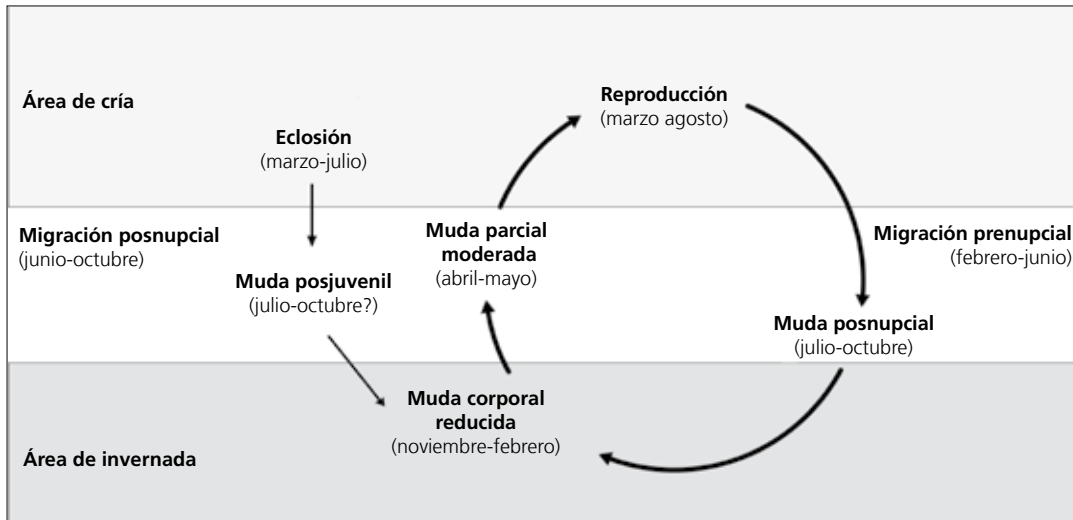 Área de cría
Eclosión
(marzo-julio)
Reproducción
(marzo agosto)
Migración posnupcial
(junio-octubre)
Muda posjuvenil
(julio-octubre?)
Muda parcial
moderada
(abril-mayo)
Migración prenupcial
(febrero-junio)
Muda posnupcial
(julio-octubre)
Muda corporal
reducida
(noviembre-febrero)
Área de invernada